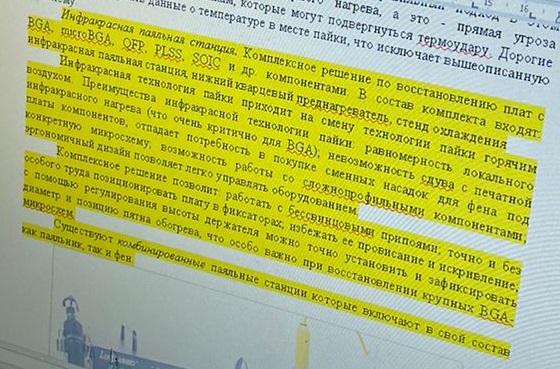 нагрева, а это - прямая угроза
которые могут подвергнуться термоудару. Дорогие
данные о температуре в месте пайки, что исключает вышеописанную
Инфракрасная паяльная станция. Комплексное решение по восстановлению плат с
BGA, microBGA, QFP, PLSS, SOIC и др. компонентами. В состав комплекта входят:
инфракрасная паяльная станция, нижний кварцевый преднагреватель, стенд охлаждения
Инфракрасная технология пайки приходит на смену технологии пайки горячим
воздухом. Преимущества инфракрасной технологии пайки: равномерность локального
инфракрасного нагрева (что очень критично для BGA), невозможность сдува с печатной
платы компонентов, отпадает потребность в покупке сменных насадок для фена под
конкретную микросхему; возможность работы со сложнопрофильными компонентами,
эргономичный дизайн позволяет легко управлять оборудованием.
Комплексное решение позволит: работать с бессвинцовыми припоями; точно и без
особого труда позиционировать плату в фиксаторах, избежать ее провисание и искривление;
с помощью регулирования высоты держателя можно точно установить и зафиксировать
диаметр и позицию пятна обогрева, что особо важно при восстановлении крупных BGA-
микросхем.
Существуют комбинированные паяльные станции которые включают в свой состав
как паяльник, так и фен.